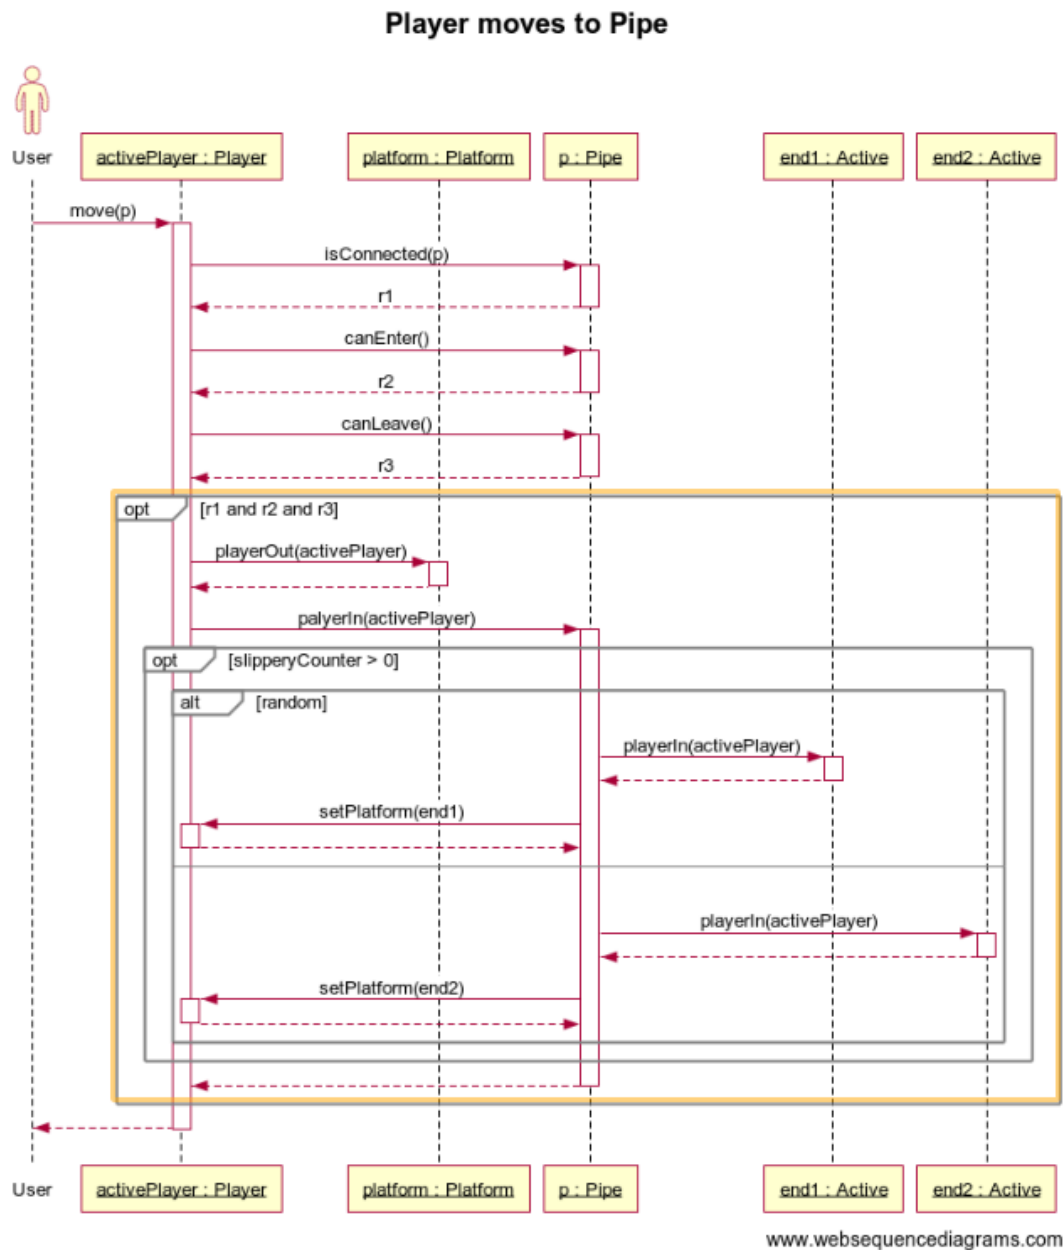 Player moves to Pipe
User activePlayer : Player platform : Platform p : Pipe end1 : Active end2 : Active
move(p)
isConnected(p)
r1
canEnter()
r2
canLeave()
r3
opt [r1 and r2 and r3]
playerOut(activePlayer)
palyerIn(activePlayer)
opt [slipperyCounter > 0]
alt [random]
playerIn(activePlayer)
setPlatform(end1)
playerIn(activePlayer)
setPlatform(end2)
User activePlayer : Player platform : Platform p : Pipe end1 : Active end2 : Active
www.websequencediagrams.com